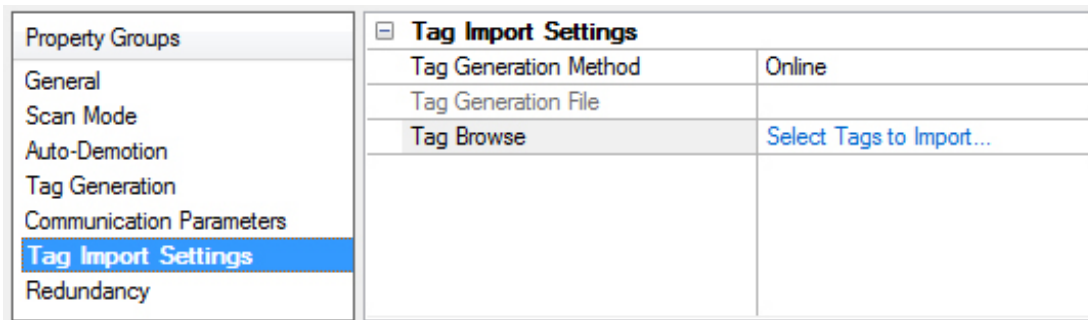 Property Groups
General
Scan Mode
Auto-Demotion
Tag Generation
Communication Parameters
Tag Import Settings
Redundancy
Tag Import Settings
Tag Generation Method Online
Tag Generation File
Tag Browse Select Tags to Import...